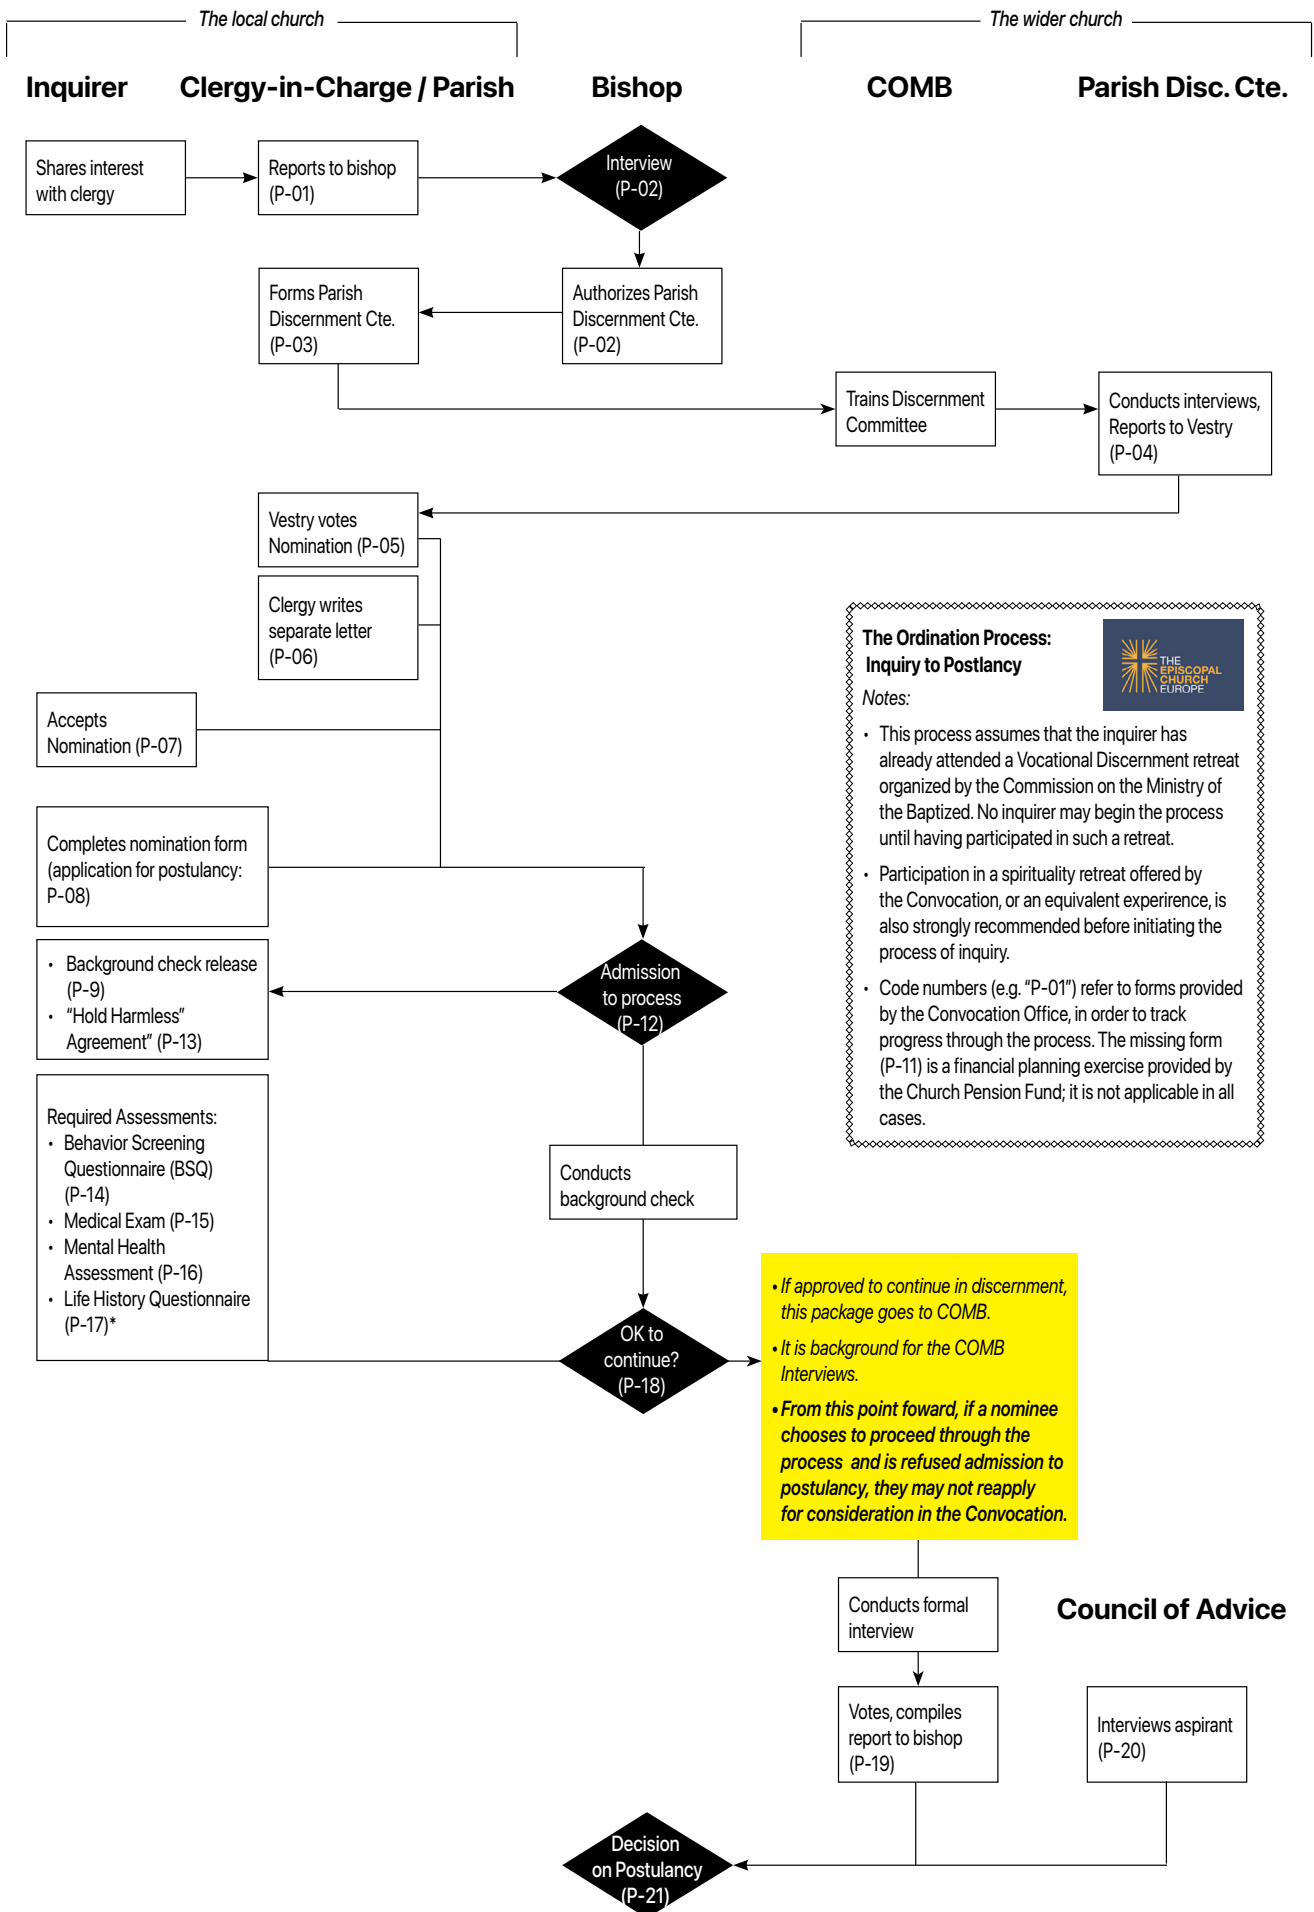 The local church
The wider church
Inquirer
Clergy-in-Charge / Parish
Bishop
COMB
Parish Disc. Cte.
Shares interest
with clergy
Reports to bishop
(P-01)
Interview
(P-02)
Forms Parish
Discernment Cte.
(P-03)
Authorizes Parish
Discernment Cte.
(P-02)
Trains Discernment
Committee
Conducts interviews,
Reports to Vestry
(P-04)
Vestry votes
Nomination (P-05)
Clergy writes
separate letter
(P-06)
Accepts
Nomination (P-07)
Completes nomination form
(application for postulancy:
P-08)
The Ordination Process:
Inquiry to Postlancy
THE
EPISCOPAL
CHURCH
EUROPE
Notes:
• This process assumes that the inquirer has
already attended a Vocational Discernment retreat
organized by the Commission on the Ministry of
the Baptized. No inquirer may begin the process
until having participated in such a retreat.
• Participation in a spirituality retreat offered by
the Convocation, or an equivalent experirence, is
also strongly recommended before initiating the
process of inquiry.
• Code numbers (e.g. “P-01”) refer to forms provided
by the Convocation Office, in order to track
progress through the process. The missing form
(P-11) is a financial planning exercise provided by
the Church Pension Fund; it is not applicable in all
cases.
• Background check release
(P-9)
• “Hold Harmless”
Agreement” (P-13)
Admission
to process
(P-12)
Required Assessments:
• Behavior Screening
Questionnaire (BSQ)
(P-14)
• Medical Exam (P-15)
• Mental Health
Assessment (P-16)
• Life History Questionnaire
(P-17)*
Conducts
background check
OK to
continue?
(P-18)
• If approved to continue in discernment,
this package goes to COMB.
• It is background for the COMB
Interviews.
• From this point foward, if a nominee
chooses to proceed through the
process and is refused admission to
postulancy, they may not reapply
for consideration in the Convocation.
Conducts formal
interview
Council of Advice
Votes, compiles
report to bishop
(P-19)
Interviews aspirant
(P-20)
Decision
on Postulancy
(P-21)